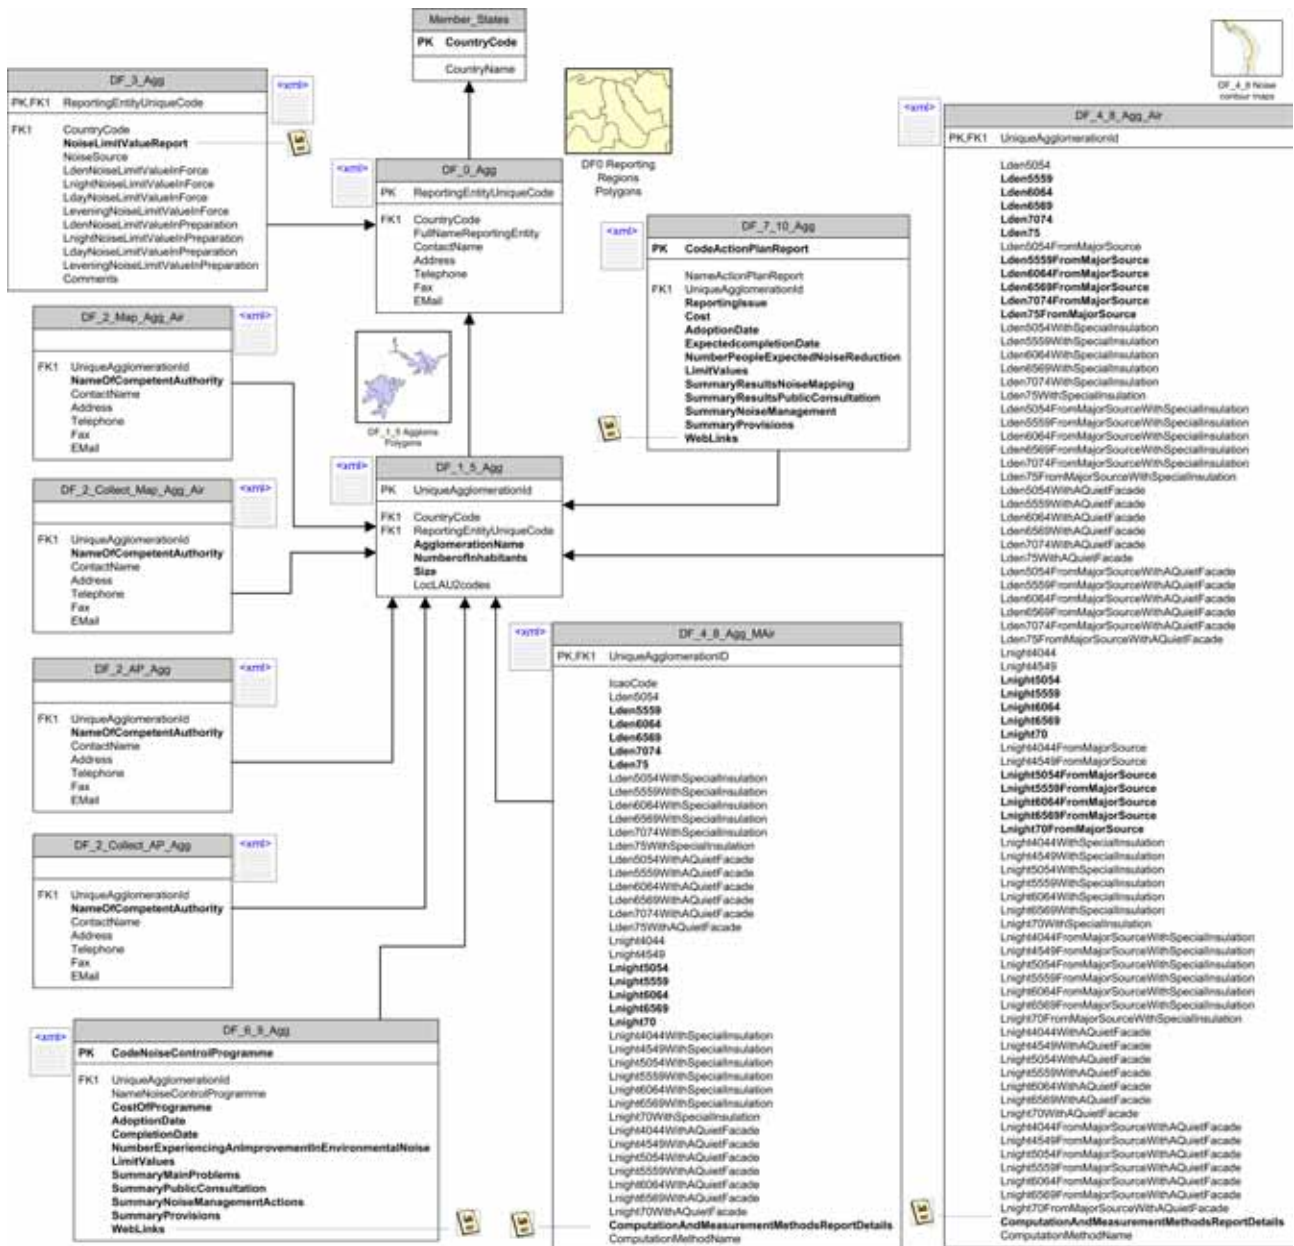 Member_States
PK CountryCode
CountryName
DF_4_8 Noise
contour maps
<xml>
DF_3_Agg
PK,FK1 ReportingEntityUniqueCode
FK1 CountryCode
NoiseLimitValueReport
NoiseSource
LdenNoiseLimitValueInForce
LnightNoiseLimitValueInForce
LdayNoiseLimitValueInForce
LeveningNoiseLimitValueInForce
LdenNoiseLimitValueInPreparation
LnightNoiseLimitValueInPreparation
LdayNoiseLimitValueInPreparation
LeveningNoiseLimitValueInPreparation
Comments
<xml>
DF_0_Agg
PK ReportingEntityUniqueCode
FK1 CountryCode
FullNameReportingEntity
ContactName
Address
Telephone
Fax
EMail
DF0 Reporting
Regions
Polygons
<xml>
DF_7_10_Agg
PK CodeActionPlanReport
NameActionPlanReport
FK1 UniqueAgglomerationId
ReportingIssue
Cost
AdoptionDate
ExpectedcompletionDate
NumberPeopleExpectedNoiseReduction
LimitValues
SummaryResultsNoiseMapping
SummaryResultsPublicConsultation
SummaryNoiseManagement
SummaryProvisions
WebLinks
<xml>
DF_2_Map_Agg_Air
FK1 UniqueAgglomerationId
NameOfCompetentAuthority
ContactName
Address
Telephone
Fax
EMail
DF_1_5 Aggloms
Polygons
<xml>
DF_2_Collect_Map_Agg_Air
FK1 UniqueAgglomerationId
NameOfCompetentAuthority
ContactName
Address
Telephone
Fax
EMail
<xml>
DF_1_5_Agg
PK UniqueAgglomerationId
FK1 CountryCode
FK1 ReportingEntityUniqueCode
AgglomerationName
NumberofInhabitants
Size
LocLAU2codes
<xml>
DF_2_AP_Agg
FK1 UniqueAgglomerationId
NameOfCompetentAuthority
ContactName
Address
Telephone
Fax
EMail
<xml>
DF_2_Collect_AP_Agg
FK1 UniqueAgglomerationId
NameOfCompetentAuthority
ContactName
Address
Telephone
Fax
EMail
<xml>
DF_6_9_Agg
PK CodeNoiseControlProgramme
FK1 UniqueAgglomerationId
NameNoiseControlProgramme
CostOfProgramme
AdoptionDate
CompletionDate
NumberExperiencingAnImprovementInEnvironmentalNoise
LimitValues
SummaryMainProblems
SummaryPublicConsultation
SummaryNoiseManagementActions
SummaryProvisions
WebLinks
<xml>
DF_4_8_Agg_MAir
PK,FK1 UniqueAgglomerationID
IcaoCode
Lden5054
Lden5559
Lden6064
Lden6569
Lden7074
Lden75
Lden5054WithSpecialInsulation
Lden5559WithSpecialInsulation
Lden6064WithSpecialInsulation
Lden6569WithSpecialInsulation
Lden7074WithSpecialInsulation
Lden75WithSpecialInsulation
Lden5054WithAQuietFacade
Lden5559WithAQuietFacade
Lden6064WithAQuietFacade
Lden6569WithAQuietFacade
Lden7074WithAQuietFacade
Lden75WithAQuietFacade
Lnight4044
Lnight4549
Lnight5054
Lnight5559
Lnight6064
Lnight6569
Lnight70
Lnight4044WithSpecialInsulation
Lnight4549WithSpecialInsulation
Lnight5054WithSpecialInsulation
Lnight5559WithSpecialInsulation
Lnight6064WithSpecialInsulation
Lnight6569WithSpecialInsulation
Lnight70WithSpecialInsulation
Lnight4044WithAQuietFacade
Lnight4549WithAQuietFacade
Lnight5054WithAQuietFacade
Lnight5559WithAQuietFacade
Lnight6064WithAQuietFacade
Lnight6569WithAQuietFacade
Lnight70WithAQuietFacade
ComputationAndMeasurementMethodsReportDetails
ComputationMethodName
<xml>
DF_4_8_Agg_Air
PK,FK1 UniqueAgglomerationId
Lden5054
Lden5559
Lden6064
Lden6569
Lden7074
Lden75
Lden5054FromMajorSource
Lden5559FromMajorSource
Lden6064FromMajorSource
Lden6569FromMajorSource
Lden7074FromMajorSource
Lden75FromMajorSource
Lden5054WithSpecialInsulation
Lden5559WithSpecialInsulation
Lden6064WithSpecialInsulation
Lden6569WithSpecialInsulation
Lden7074WithSpecialInsulation
Lden75WithSpecialInsulation
Lden5054FromMajorSourceWithSpecialInsulation
Lden5559FromMajorSourceWithSpecialInsulation
Lden6064FromMajorSourceWithSpecialInsulation
Lden6569FromMajorSourceWithSpecialInsulation
Lden7074FromMajorSourceWithSpecialInsulation
Lden75FromMajorSourceWithSpecialInsulation
Lden5054WithAQuietFacade
Lden5559WithAQuietFacade
Lden6064WithAQuietFacade
Lden6569WithAQuietFacade
Lden7074WithAQuietFacade
Lden75WithAQuietFacade
Lden5054FromMajorSourceWithAQuietFacade
Lden5559FromMajorSourceWithAQuietFacade
Lden6064FromMajorSourceWithAQuietFacade
Lden6569FromMajorSourceWithAQuietFacade
Lden7074FromMajorSourceWithAQuietFacade
Lden75FromMajorSourceWithAQuietFacade
Lnight4044
Lnight4549
Lnight5054
Lnight5559
Lnight6064
Lnight6569
Lnight70
Lnight4044FromMajorSource
Lnight4549FromMajorSource
Lnight5054FromMajorSource
Lnight5559FromMajorSource
Lnight6064FromMajorSource
Lnight6569FromMajorSource
Lnight70FromMajorSource
Lnight4044WithSpecialInsulation
Lnight4549WithSpecialInsulation
Lnight5054WithSpecialInsulation
Lnight5559WithSpecialInsulation
Lnight6064WithSpecialInsulation
Lnight6569WithSpecialInsulation
Lnight70WithSpecialInsulation
Lnight4044FromMajorSourceWithSpecialInsulation
Lnight4549FromMajorSourceWithSpecialInsulation
Lnight5054FromMajorSourceWithSpecialInsulation
Lnight5559FromMajorSourceWithSpecialInsulation
Lnight6064FromMajorSourceWithSpecialInsulation
Lnight6569FromMajorSourceWithSpecialInsulation
Lnight70FromMajorSourceWithSpecialInsulation
Lnight4044WithAQuietFacade
Lnight4549WithAQuietFacade
Lnight5054WithAQuietFacade
Lnight5559WithAQuietFacade
Lnight6064WithAQuietFacade
Lnight6569WithAQuietFacade
Lnight70WithAQuietFacade
Lnight4044FromMajorSourceWithAQuietFacade
Lnight4549FromMajorSourceWithAQuietFacade
Lnight5054FromMajorSourceWithAQuietFacade
Lnight5559FromMajorSourceWithAQuietFacade
Lnight6064FromMajorSourceWithAQuietFacade
Lnight6569FromMajorSourceWithAQuietFacade
Lnight70FromMajorSourceWithAQuietFacade
ComputationAndMeasurementMethodsReportDetails
ComputationMethodName